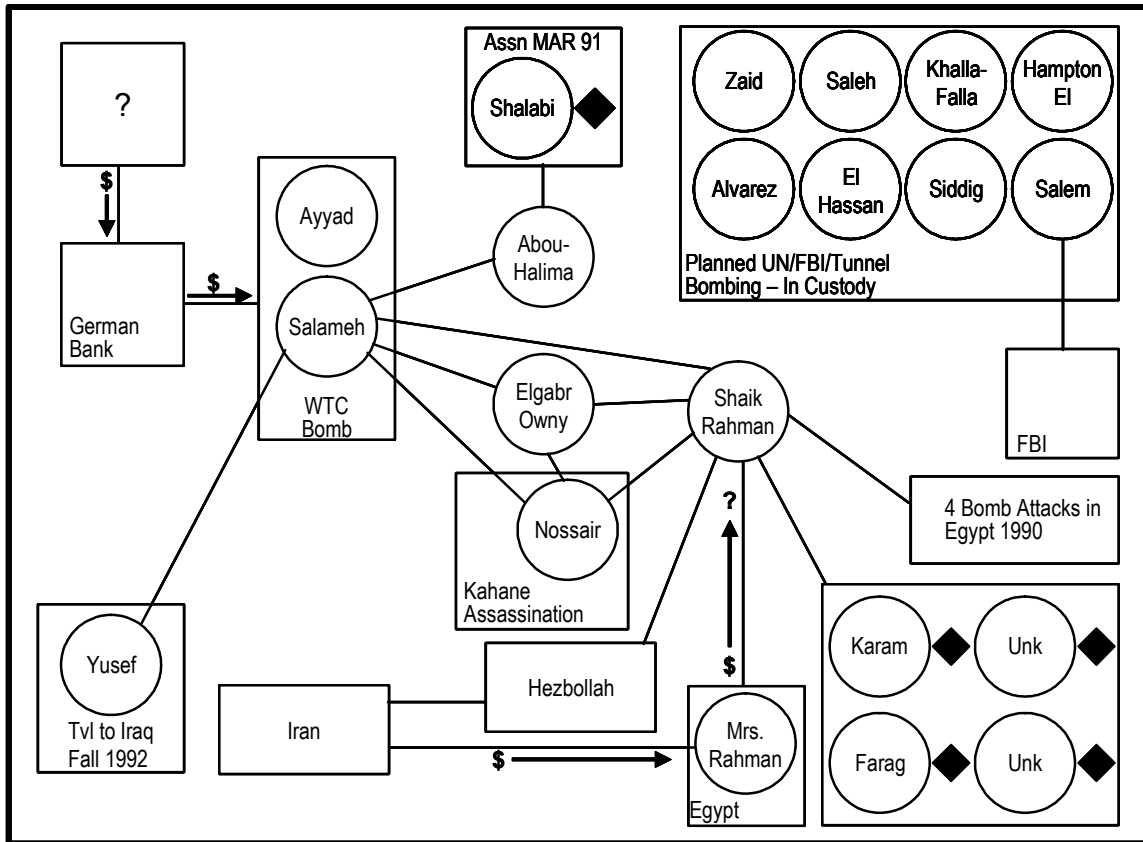 Assn MAR 91
Shalabi
Zaid
Saleh
Khalla-
Falla
Hampton
El
Alvarez
El
Hassan
Siddig
Salem
Planned UN/FBI/Tunnel
Bombing – In Custody
?
$
German
Bank
$
Ayyad
Salameh
WTC
Bomb
Abou-
Halima
Elgabr
Owny
Shaik
Rahman
FBI
Nossair
Kahane
Assassination
?
$
4 Bomb Attacks in
Egypt 1990
Yusef
Tvl to Iraq
Fall 1992
Iran
Hezbollah
$
Mrs.
Rahman
Egypt
Karam
Unk
Farag
Unk